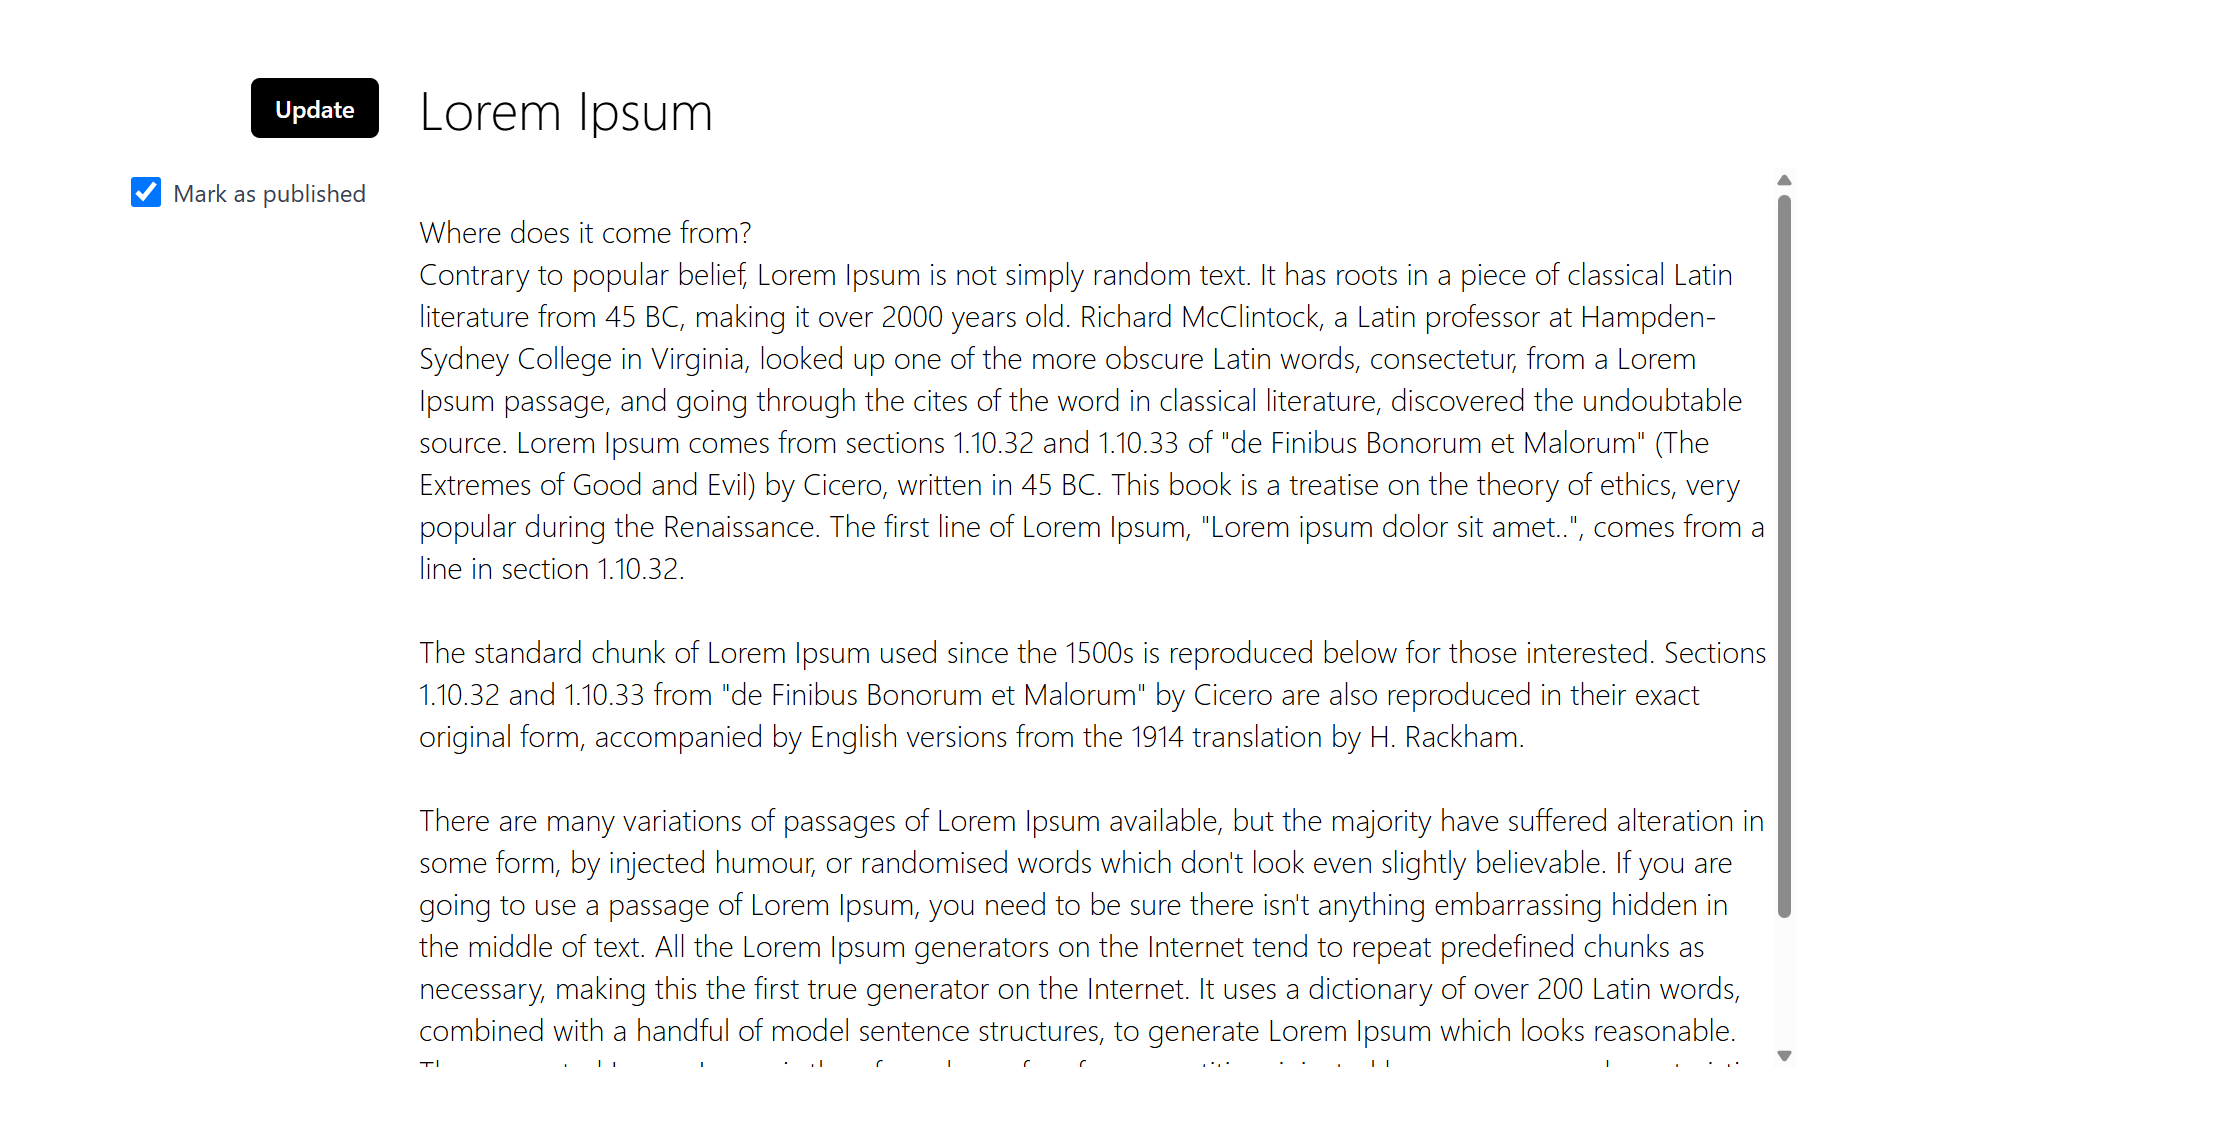 Update
Lorem Ipsum
Mark as published
Where does it come from?
Contrary to popular belief, Lorem Ipsum is not simply random text. It has roots in a piece of classical Latin
literature from 45 BC, making it over 2000 years old. Richard McClintock, a Latin professor at Hampden-
Sydney College in Virginia, looked up one of the more obscure Latin words, consectetur, from a Lorem
Ipsum passage, and going through the cites of the word in classical literature, discovered the undoubtable
source. Lorem Ipsum comes from sections 1.10.32 and 1.10.33 of "de Finibus Bonorum et Malorum" (The
Extremes of Good and Evil) by Cicero, written in 45 BC. This book is a treatise on the theory of ethics, very
popular during the Renaissance. The first line of Lorem Ipsum, "Lorem ipsum dolor sit amet..", comes from a
line in section 1.10.32.
The standard chunk of Lorem Ipsum used since the 1500s is reproduced below for those interested. Sections
1.10.32 and 1.10.33 from "de Finibus Bonorum et Malorum" by Cicero are also reproduced in their exact
original form, accompanied by English versions from the 1914 translation by H. Rackham.
There are many variations of passages of Lorem Ipsum available, but the majority have suffered alteration in
some form, by injected humour, or randomised words which don't look even slightly believable. If you are
going to use a passage of Lorem Ipsum, you need to be sure there isn't anything embarrassing hidden in
the middle of text. All the Lorem Ipsum generators on the Internet tend to repeat predefined chunks as
necessary, making this the first true generator on the Internet. It uses a dictionary of over 200 Latin words,
combined with a handful of model sentence structures, to generate Lorem Ipsum which looks reasonable.